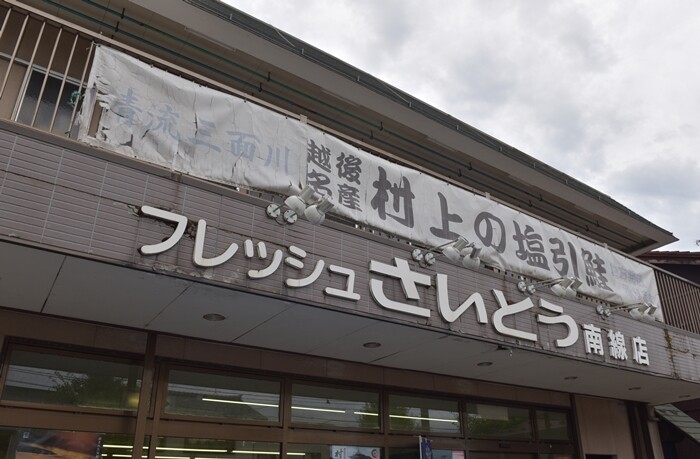 清流三面川
越後
名産
村上の塩引鮭
フレッシュさいとう南線店